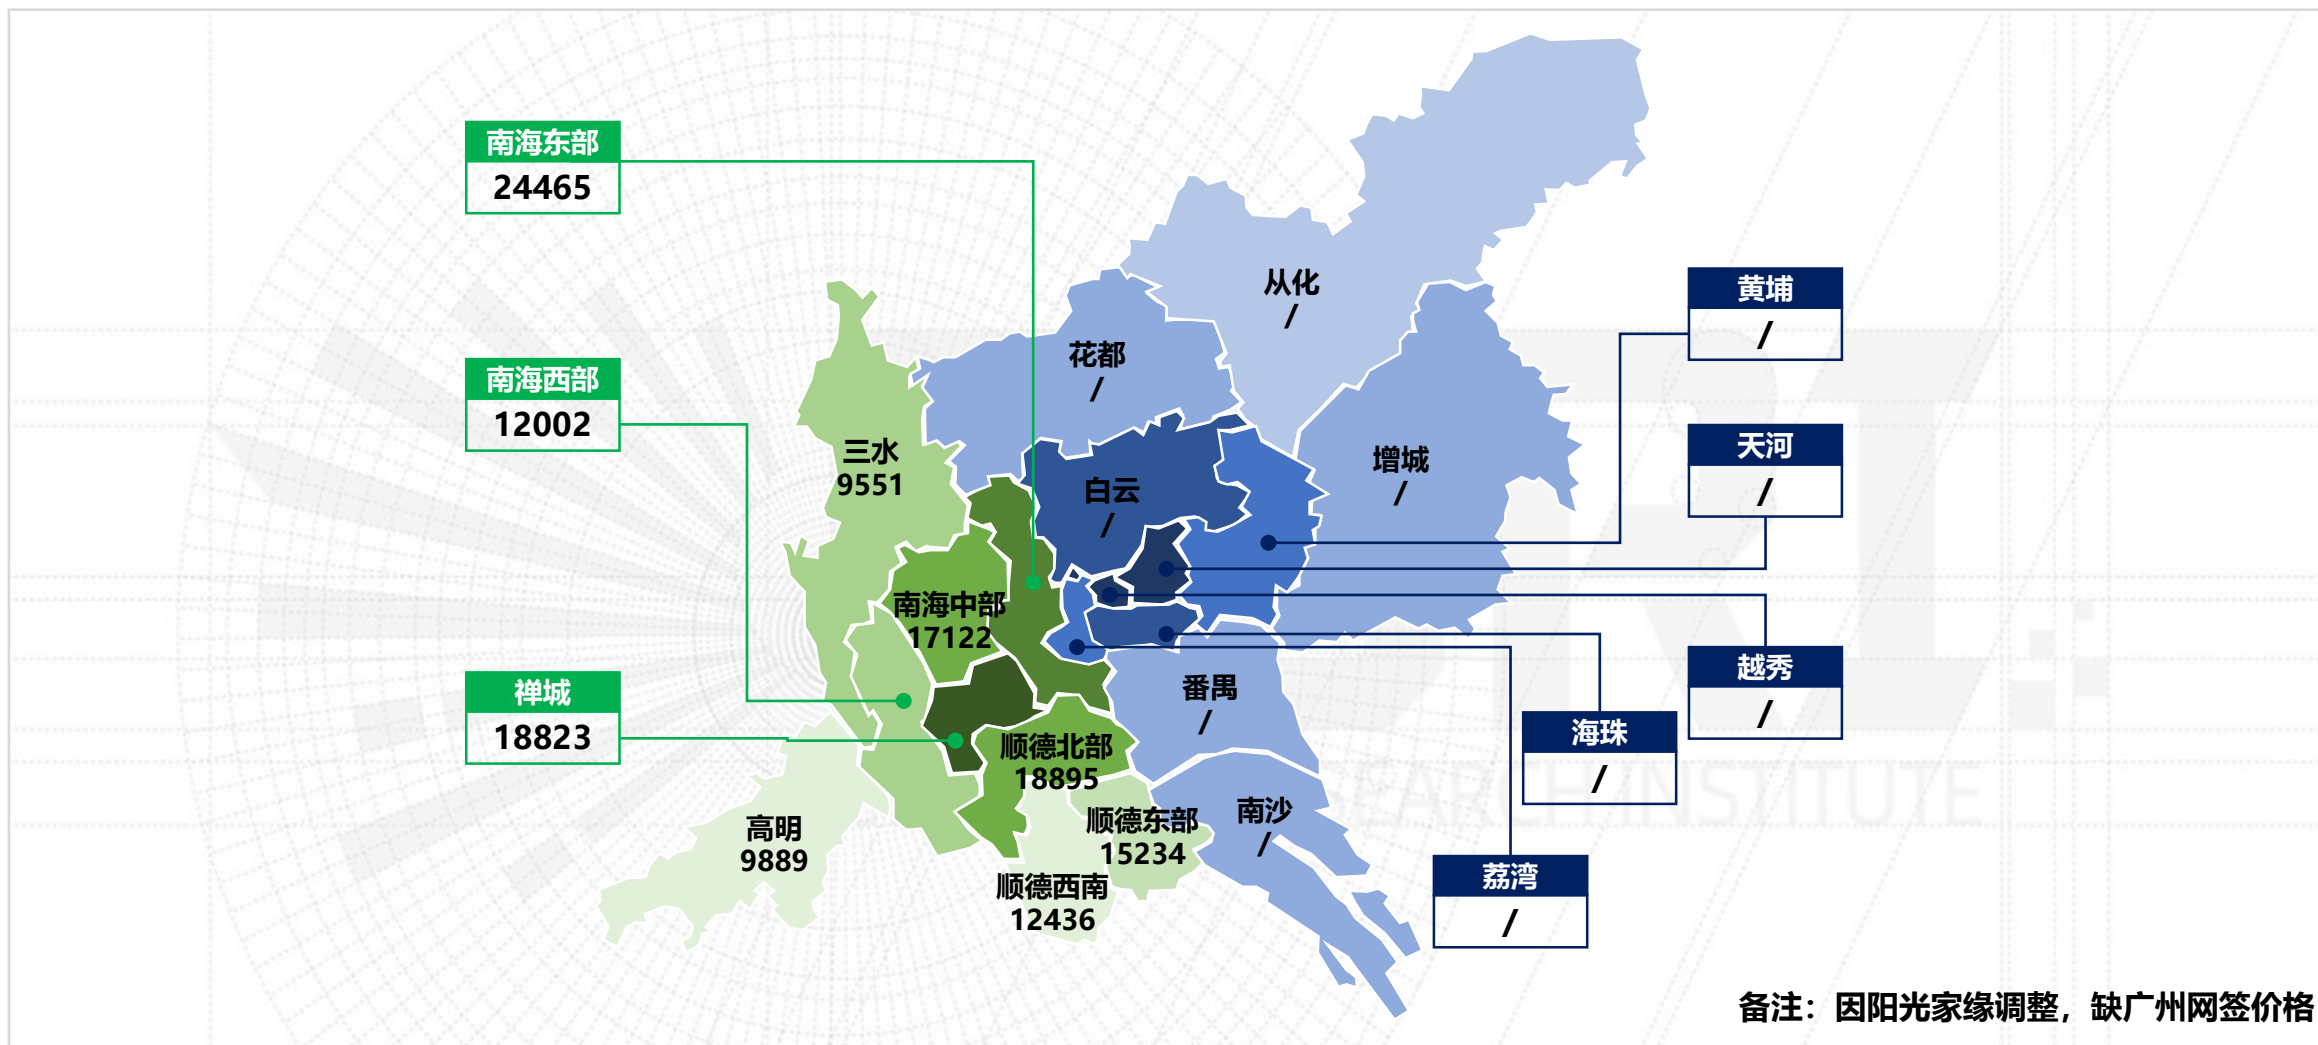 南海东部
24465
南海西部
12002
禅城
18823
从化
/
花都
/
三水
9551
白云
/
增城
/
南海中部
17122
番禺
/
顺德北部
18895
顺德东部
15234
南沙
/
高明
9889
顺德西南
12436
黄埔
/
天河
/
越秀
/
海珠
/
荔湾
/
备注：因阳光家缘调整，缺广州网签价格